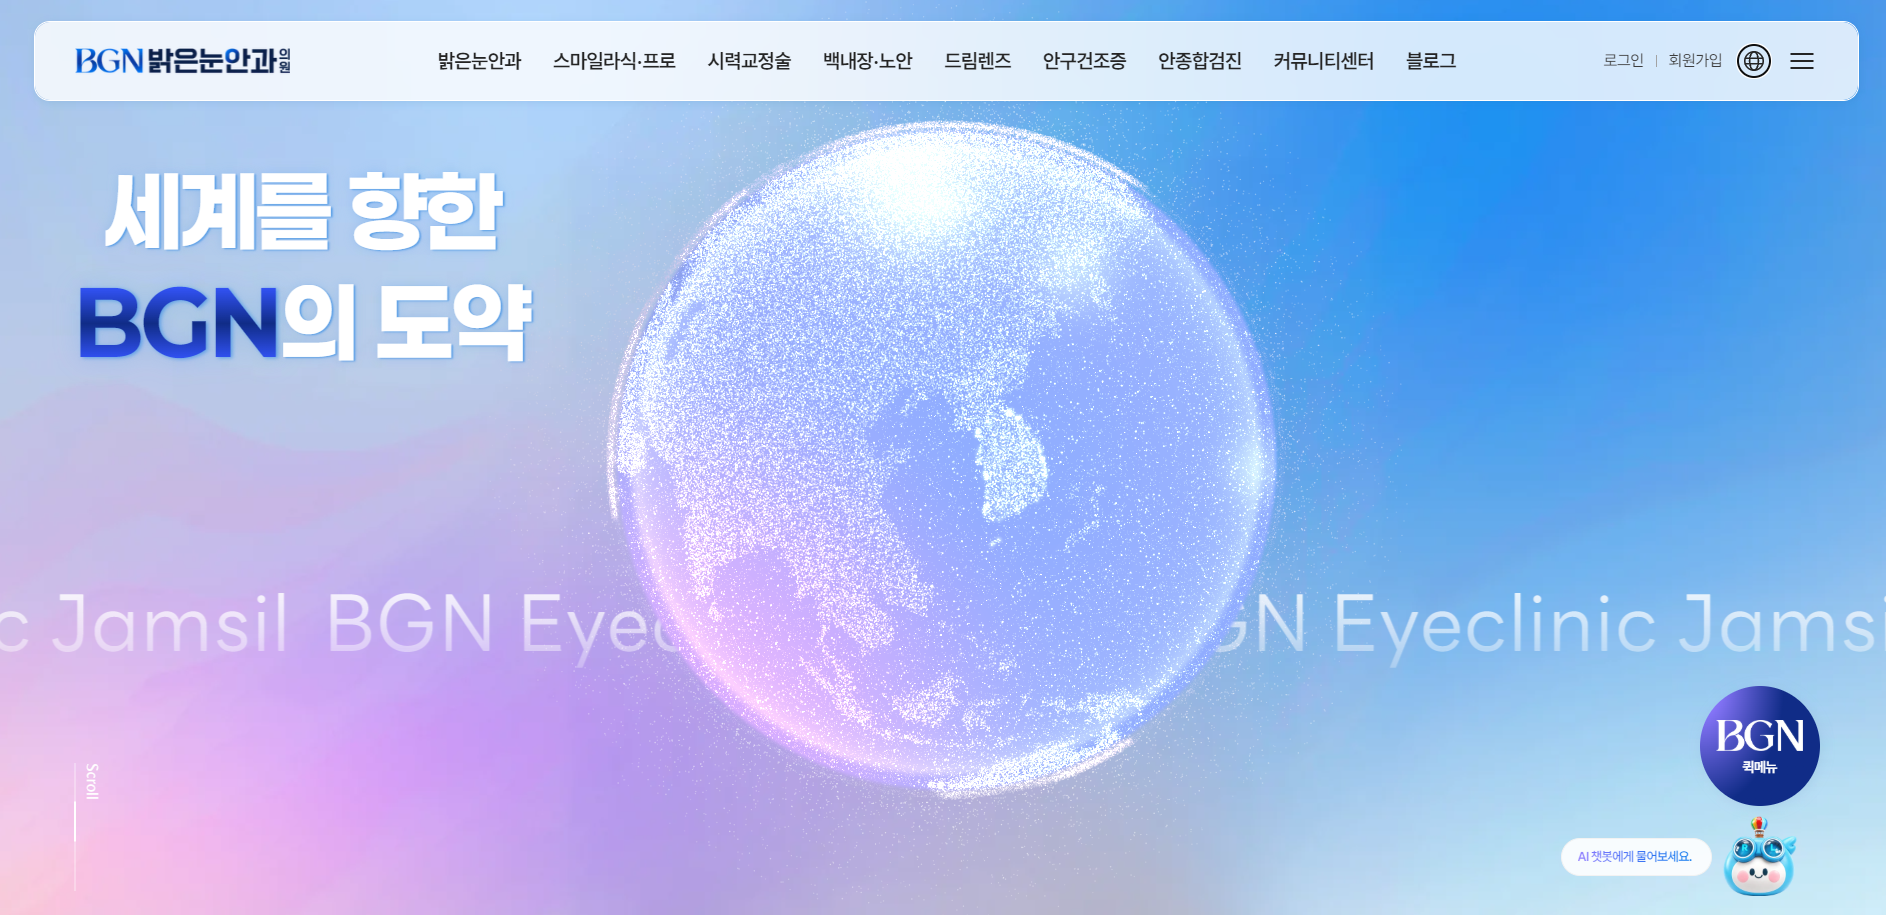 BGN 밝은눈안과의원
밝은눈안과 스마일라식·프로 시력교정술 백내장·노안 드림렌즈 안구건조증 안종합검진 커뮤니티센터 블로그
로그인 | 회원가입
세계를 향한
BGN의 도약
c Jamsil BGN Eyec GN Eyeclinic Jamsi
Scroll
BGN
퀵메뉴
AI 챗봇에게 물어보세요.